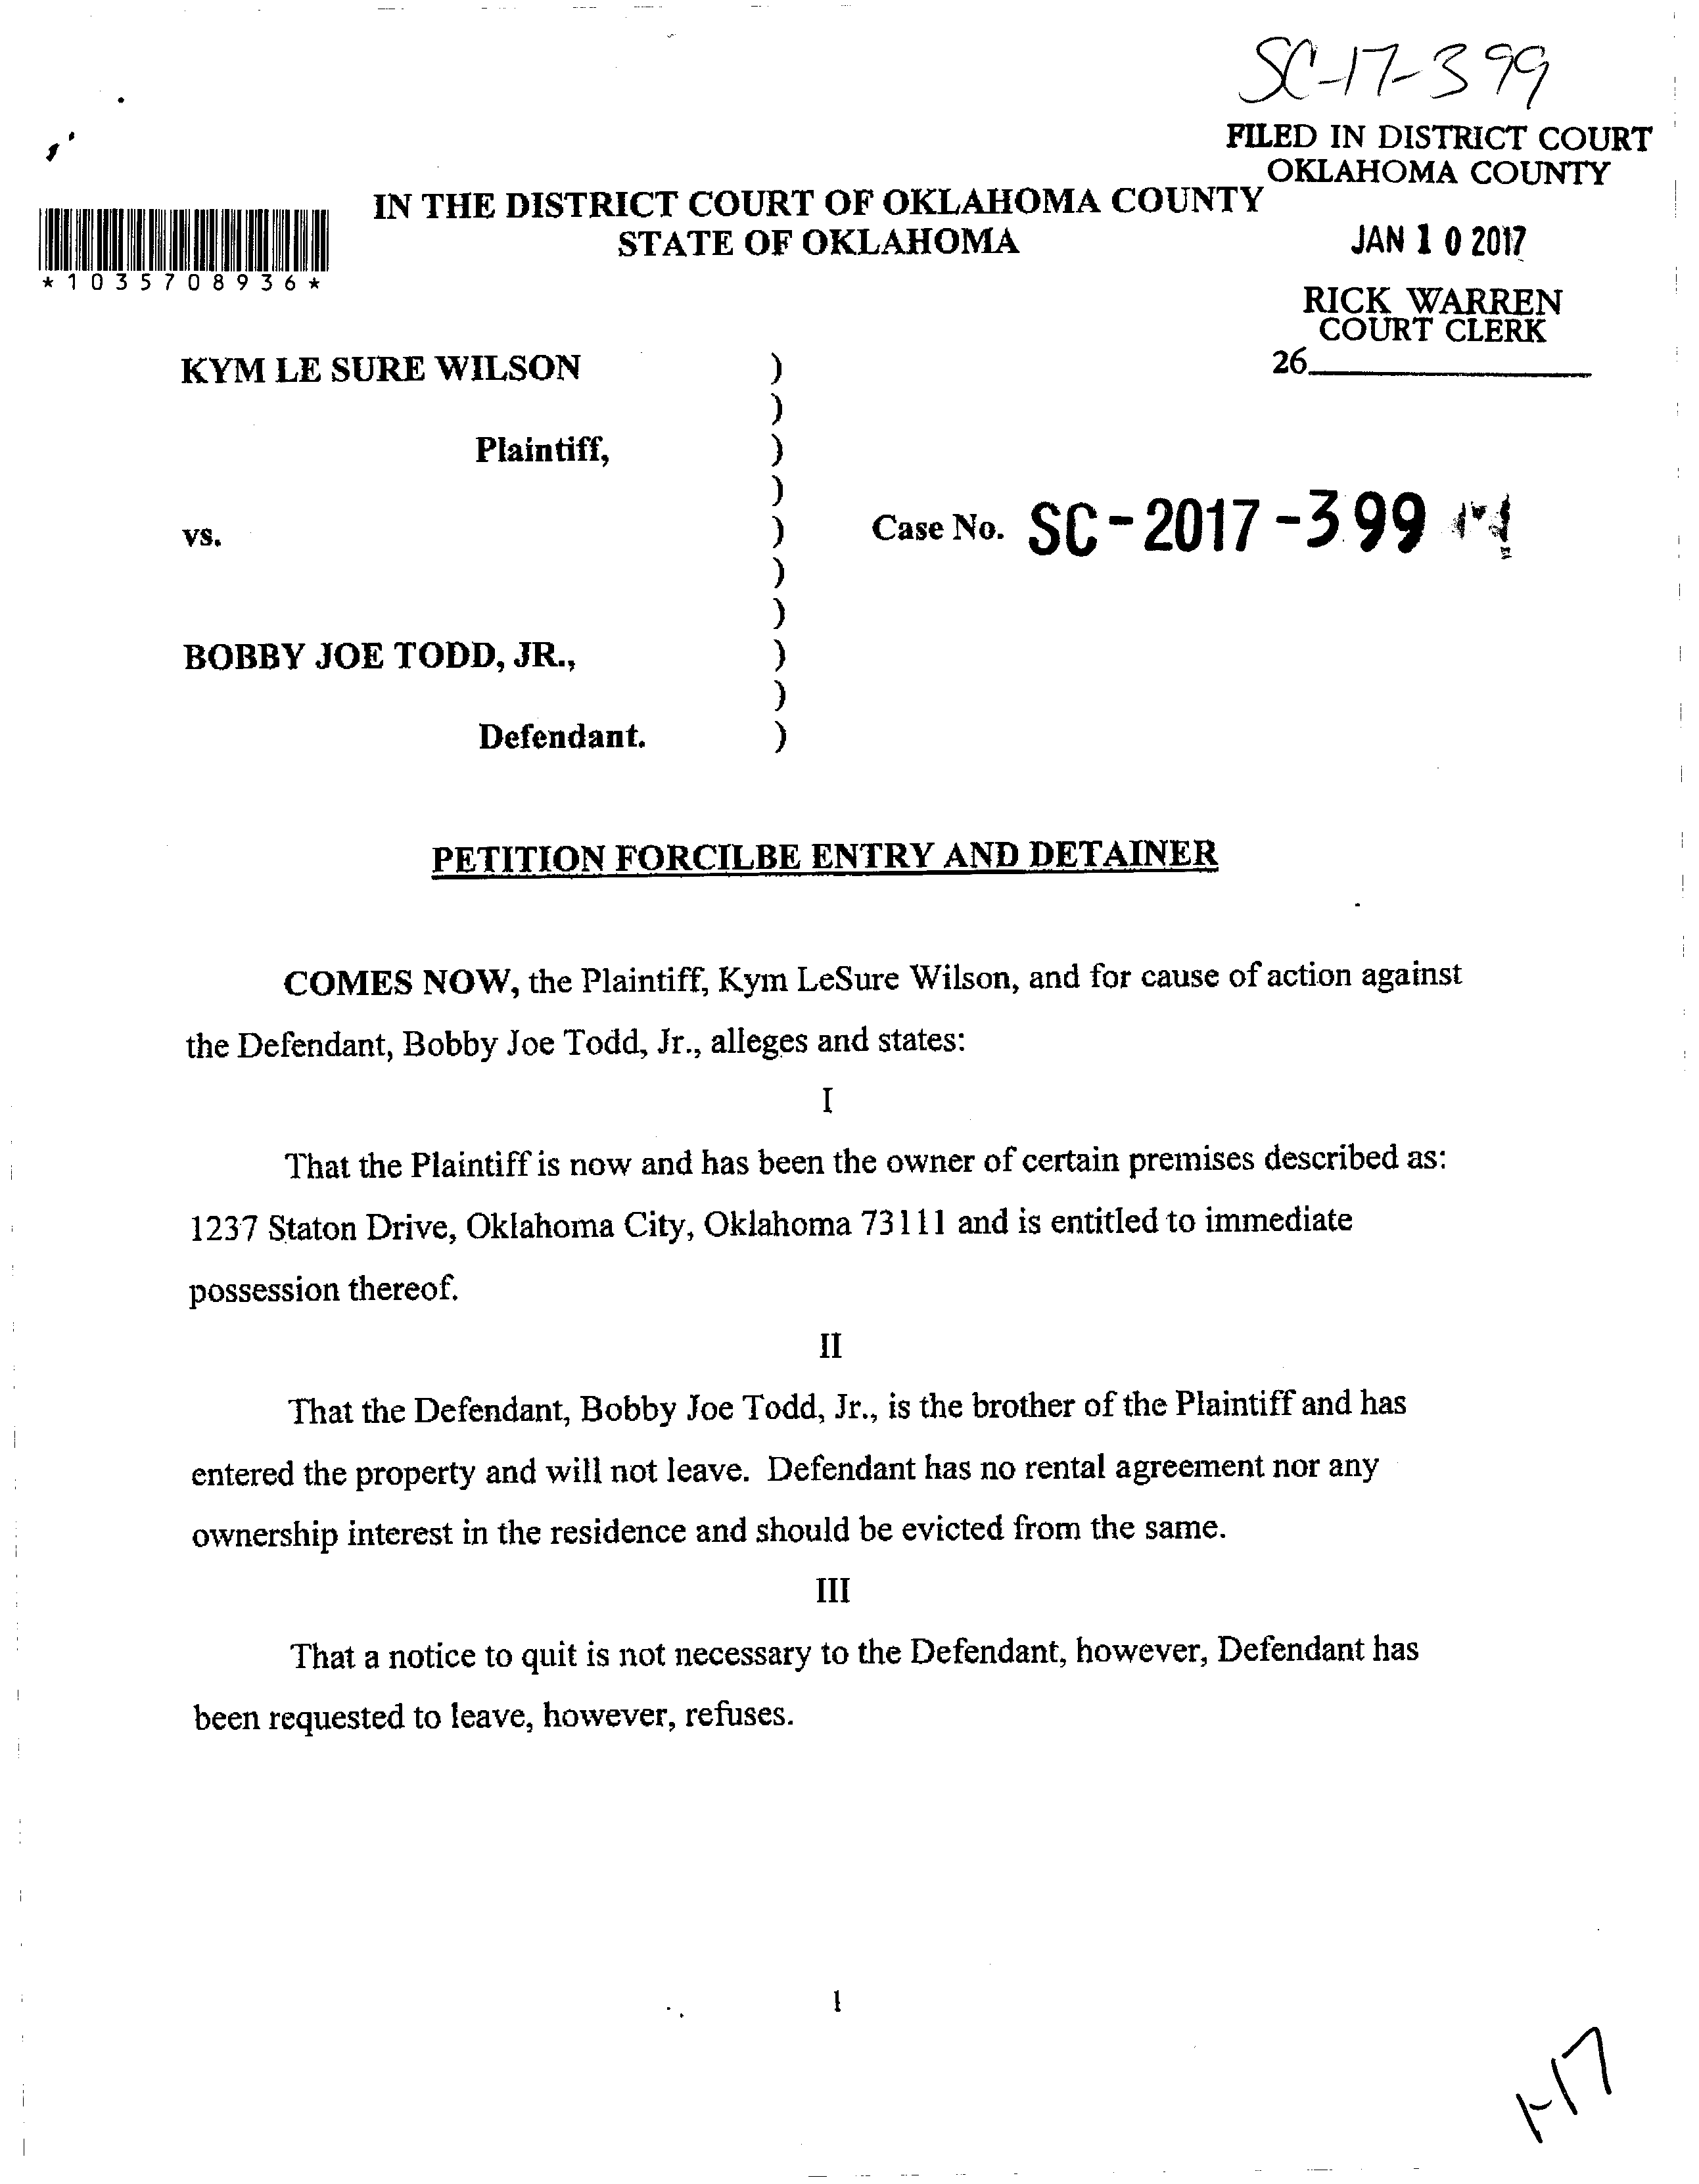 SC-17-399
FILED IN DISTRICT COURT
OKLAHOMA COUNTY
IN THE DISTRICT COURT OF OKLAHOMA COUNTY
STATE OF OKLAHOMA
JAN 10 2017
*1035708936*
RICK WARREN
COURT CLERK
26
KYM LE SURE WILSON )
)
Plaintiff, )
)
vs. ) Case No. SC-2017-399
)
)
BOBBY JOE TODD, JR., )
)
Defendant. )
PETITION FORCILBE ENTRY AND DETAINER
COMES NOW, the Plaintiff, Kym LeSure Wilson, and for cause of action against
the Defendant, Bobby Joe Todd, Jr., alleges and states:
I
That the Plaintiff is now and has been the owner of certain premises described as:
1237 Staton Drive, Oklahoma City, Oklahoma 73111 and is entitled to immediate
possession thereof.
II
That the Defendant, Bobby Joe Todd, Jr., is the brother of the Plaintiff and has
entered the property and will not leave. Defendant has no rental agreement nor any
ownership interest in the residence and should be evicted from the same.
III
That a notice to quit is not necessary to the Defendant, however, Defendant has
been requested to leave, however, refuses.
1
1-17